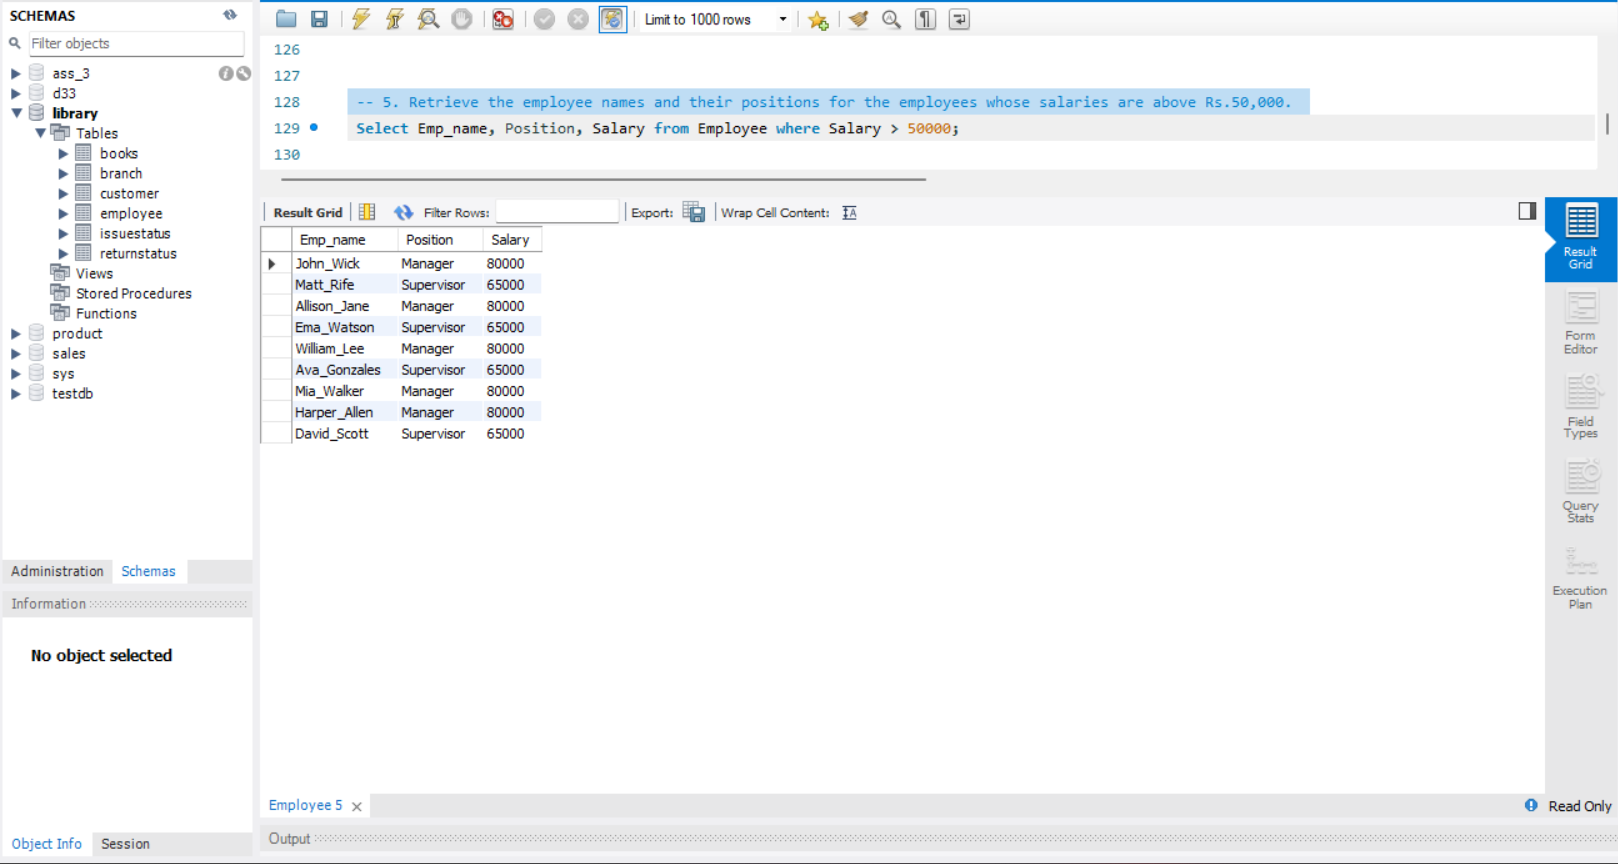 SCHEMAS
Filter objects
ass_3
d33
library
Tables
books
branch
customer
employee
issuestatus
returnstatus
Views
Stored Procedures
Functions
product
sales
sys
testdb
Administration Schemas
Information
No object selected
Object Info Session
Limit to 1000 rows
126
127
128 -- 5. Retrieve the employee names and their positions for the employees whose salaries are above Rs.50,000.
129 Select Emp_name, Position, Salary from Employee where Salary > 50000;
130
Result Grid Filter Rows: Export: Wrap Cell Content:
Emp_name Position Salary
John_Wick Manager 80000
Matt_Rife Supervisor 65000
Allison_Jane Manager 80000
Ema_Watson Supervisor 65000
William_Lee Manager 80000
Ava_Gonzales Supervisor 65000
Mia_Walker Manager 80000
Harper_Allen Manager 80000
David_Scott Supervisor 65000
Result
Grid
Form
Editor
Field
Types
Query
Stats
Execution
Plan
Employee 5 Read Only
Output